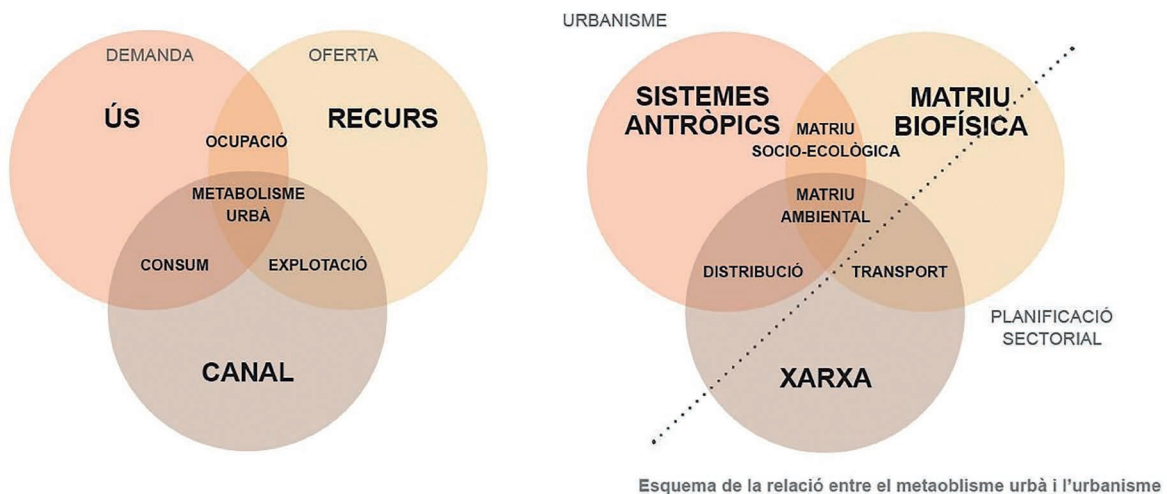 DEMANDA
OFERTA
ÚS
RECURS
OCUPACIÓ
METABOLISME
URBÀ
CONSUM
EXPLOTACIÓ
CANAL
URBANISME
SISTEMES
ANTRÒPICS
MATRIU
BIOFÍSICA
MATRIU
SOCIO-ECOLÒGICA
MATRIU
AMBIENTAL
DISTRIBUCIÓ
TRANSPORT
PLANIFICACIÓ
SECTORIAL
XARXA
Esquema de la relació entre el metaoblisme urbà i l'urbanisme